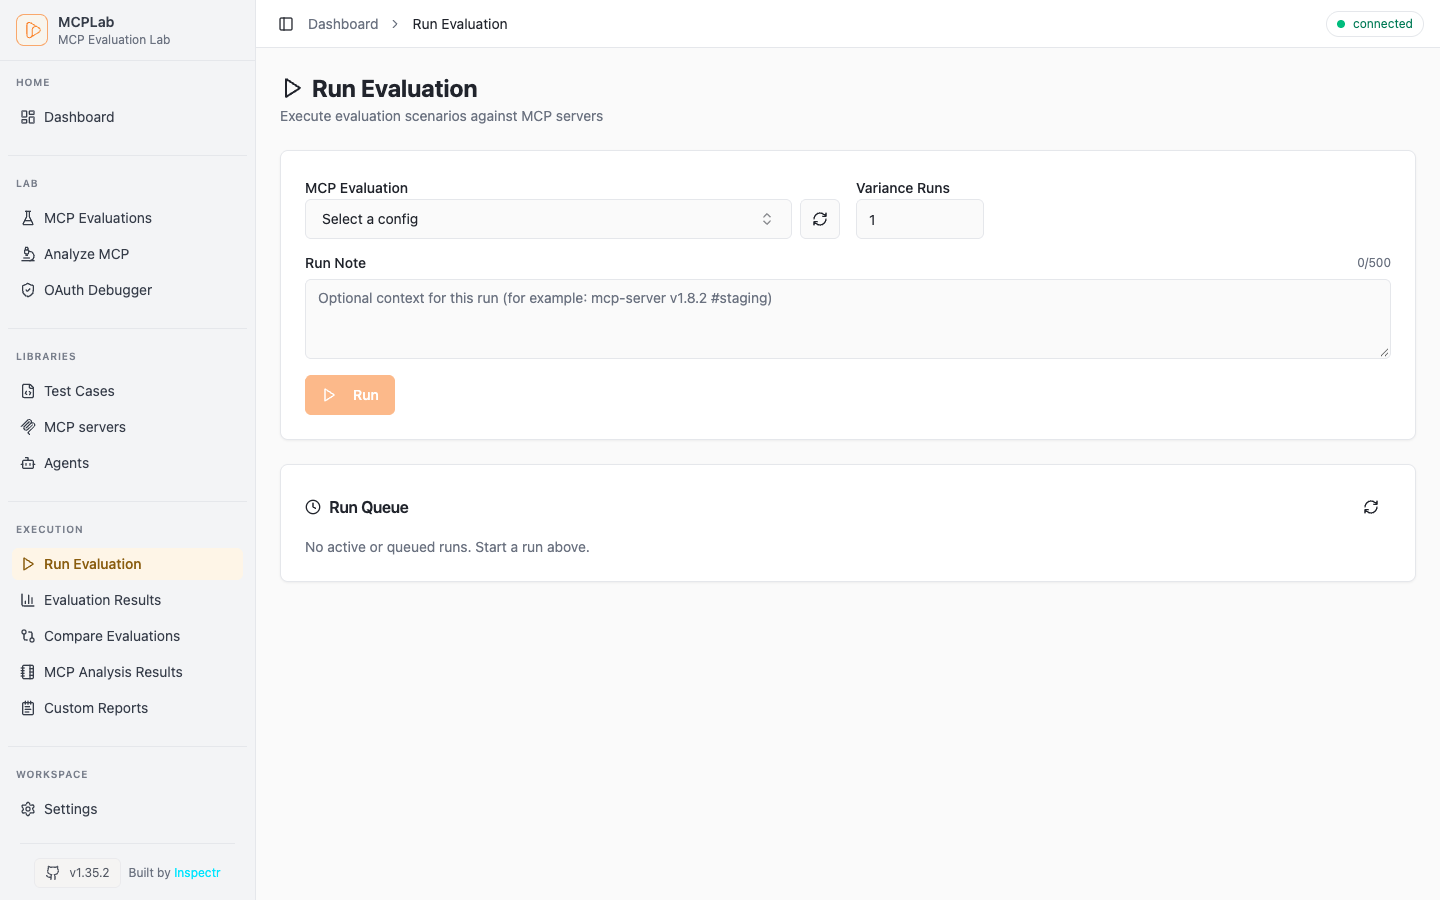 MCPLab
MCP Evaluation Lab
HOME
Dashboard
LAB
MCP Evaluations
Analyze MCP
OAuth Debugger
LIBRARIES
Test Cases
MCP servers
Agents
EXECUTION
Run Evaluation
Evaluation Results
Compare Evaluations
MCP Analysis Results
Custom Reports
WORKSPACE
Settings
v1.35.2
Built by Inspectr
Dashboard > Run Evaluation
connected
Run Evaluation
Execute evaluation scenarios against MCP servers
MCP Evaluation
Select a config
Variance Runs
1
Run Note
0/500
Optional context for this run (for example: mcp-server v1.8.2 #staging)
Run
Run Queue
No active or queued runs. Start a run above.